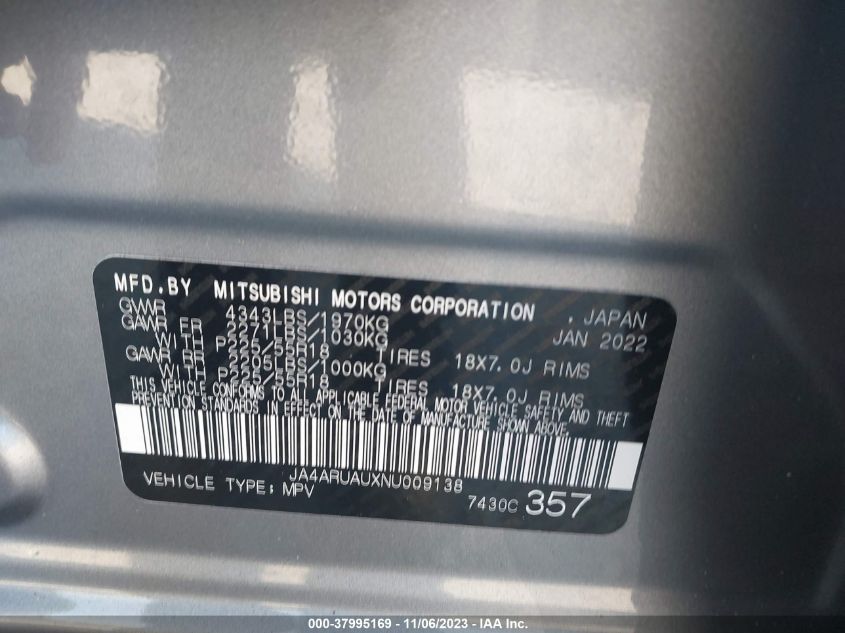 MFD.BY MITSUBISHI MOTORS CORPORATION , JAPAN
GVWR 4343LBS/1970KG JAN 2022
GAWR FR 2271LBS/1030KG
WITH P225/55R18 TIRES 18X7.0J RIMS
GAWR RR 2205LBS/1000KG
WITH P225/55R18 TIRES 18X7.0J RIMS
THIS VEHICLE CONFORMS TO ALL APPLICABLE FEDERAL MOTOR VEHICLE SAFETY AND THEFT
PREVENTION STANDARDS IN EFFECT ON THE DATE OF MANUFACTURE SHOWN ABOVE.
JA4ARUAUXNU009138
VEHICLE TYPE: MPV 7430C 357
000-37995169 - 11/06/2023 - IAA Inc.